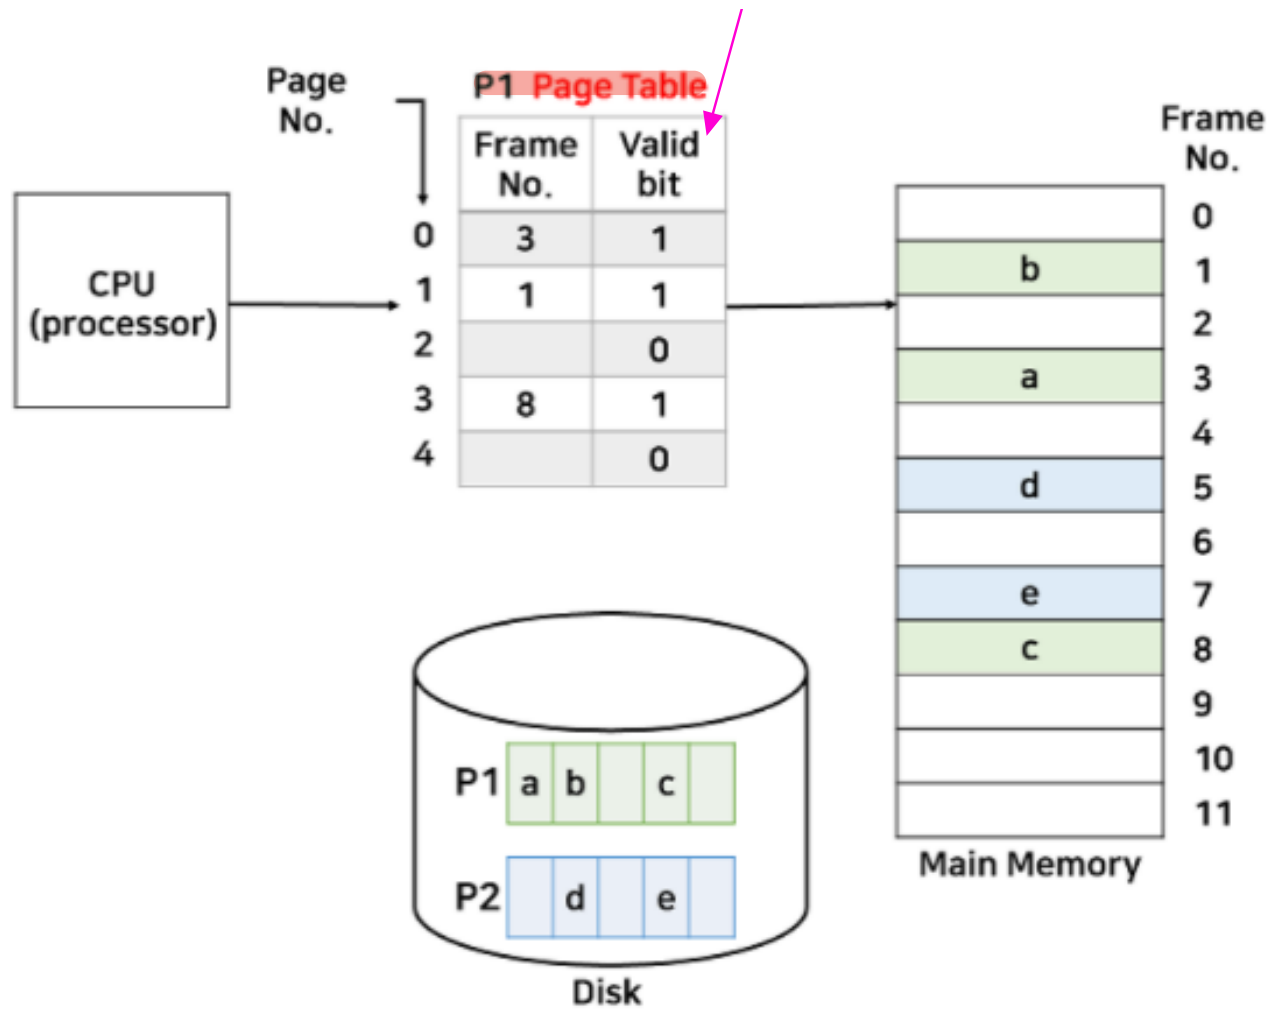 Page
No.
P1 Page Table
Frame
No.
Valid
bit
0 3 1
1 1 1
2 0
3 8 1
4 0
CPU
(processor)
Frame
No.
0
b 1
2
a 3
4
d 5
6
e 7
c 8
9
10
11
Main Memory
P1 a b c
P2 d e
Disk